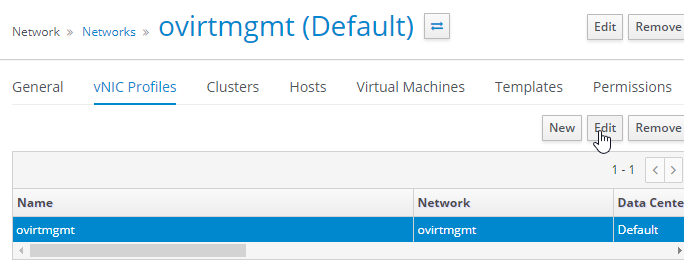 Network » Networks » ovirtmgmt (Default) Edit Remove
General vNIC Profiles Clusters Hosts Virtual Machines Templates Permissions
New Edit Remove
1 - 1
Name Network Data Cente
ovirtmgmt ovirtmgmt Default